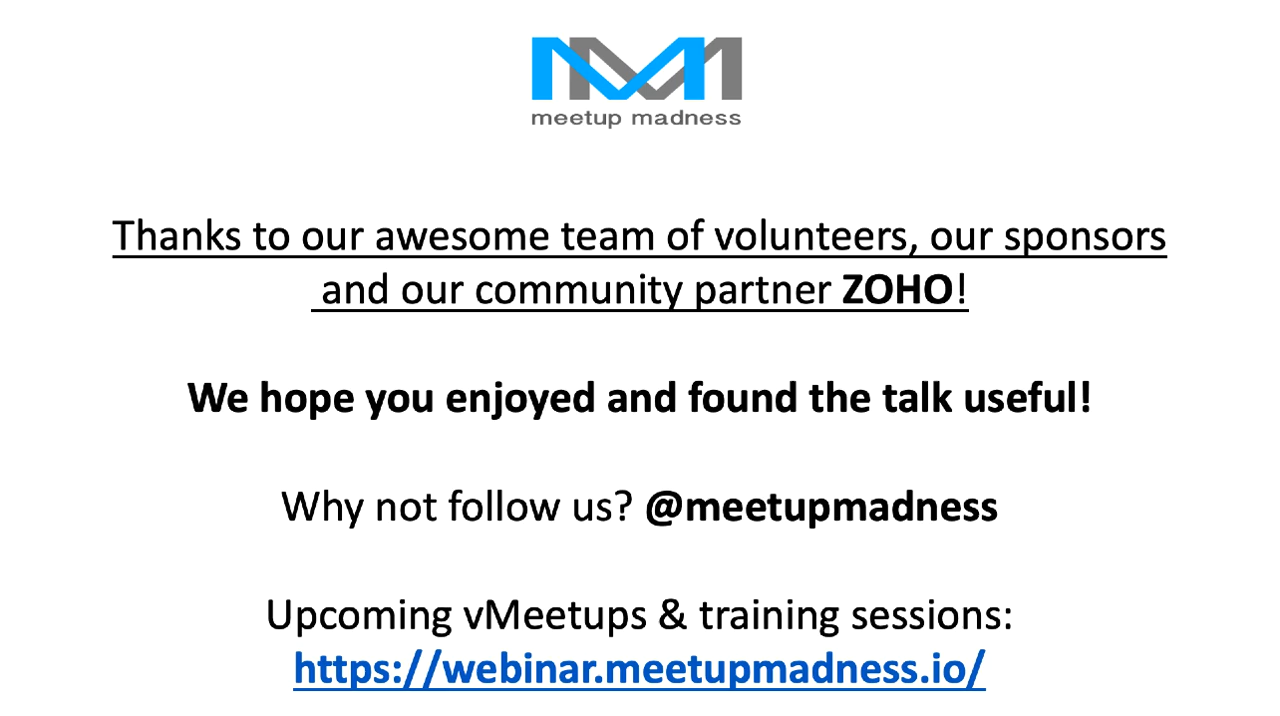 meetup madness
Thanks to our awesome team of volunteers, our sponsors
and our community partner ZOHO!
We hope you enjoyed and found the talk useful!
Why not follow us? @meetupmadness
Upcoming vMeetups & training sessions:
https://webinar.meetupmadness.io/